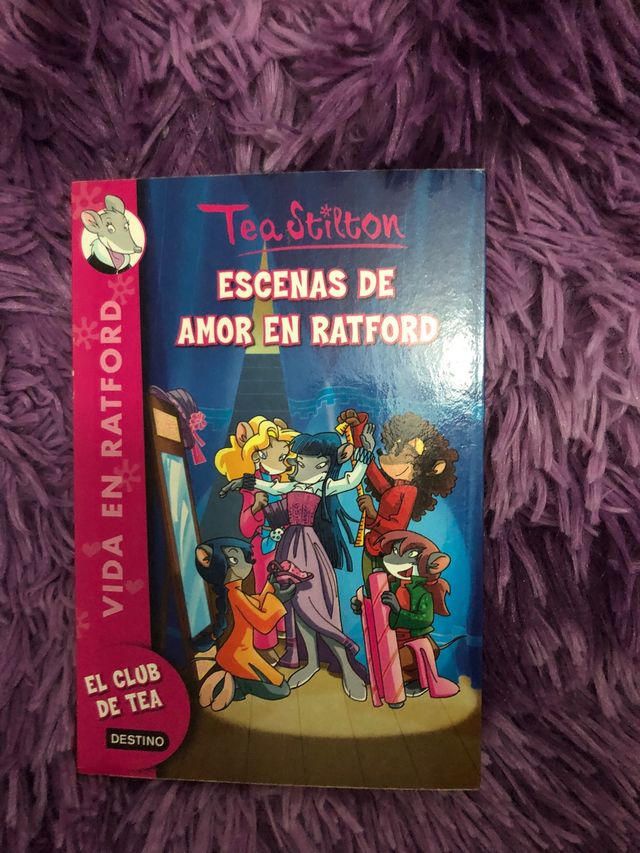 Tea Stilton
ESCENAS DE
AMOR EN RATFORD
VIDA EN RATFORD
EL CLUB
DE TEA
DESTINO